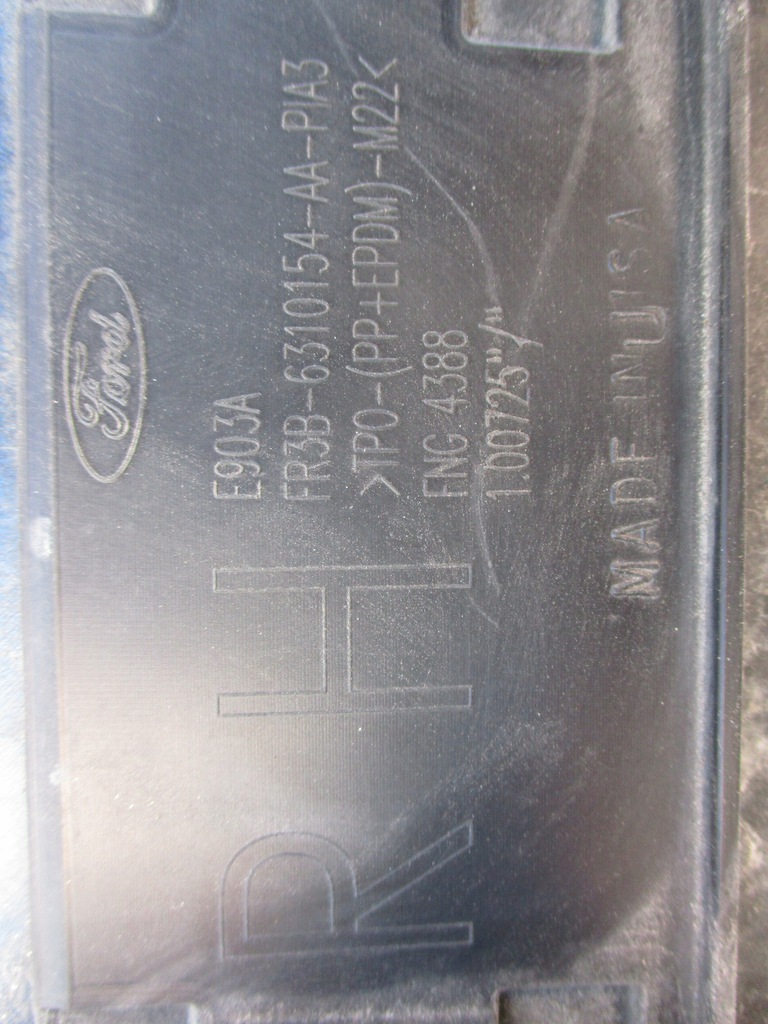 Ford
E903A
FR3B-6310154-AA-PIA3
>TPO-(PP+EPDM)-M22<
ENG 4388
1.00725"/"
RH
MADE IN USA